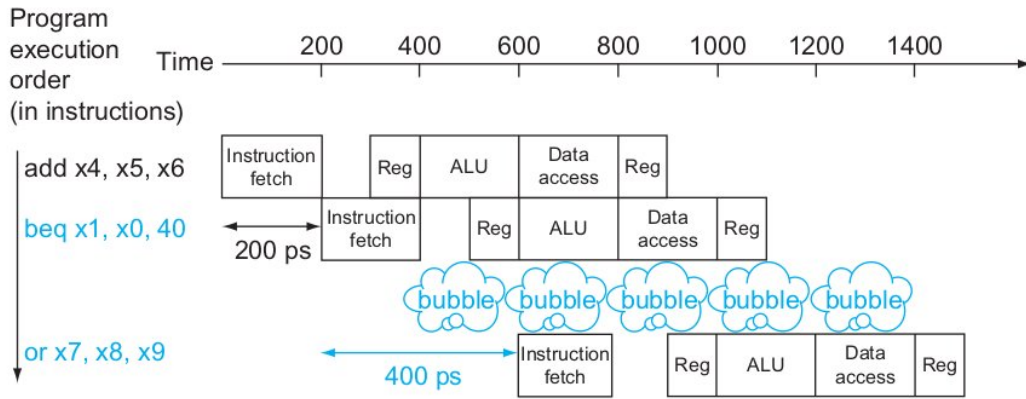 Program
execution
order
(in instructions)
Time
200 400 600 800 1000 1200 1400
add x4, x5, x6
Instruction
fetch
Reg
ALU
Data
access
Reg
beq x1, x0, 40
200 ps
Instruction
fetch
Reg
ALU
Data
access
Reg
bubble bubble bubble bubble bubble
or x7, x8, x9
400 ps
Instruction
fetch
Reg
ALU
Data
access
Reg